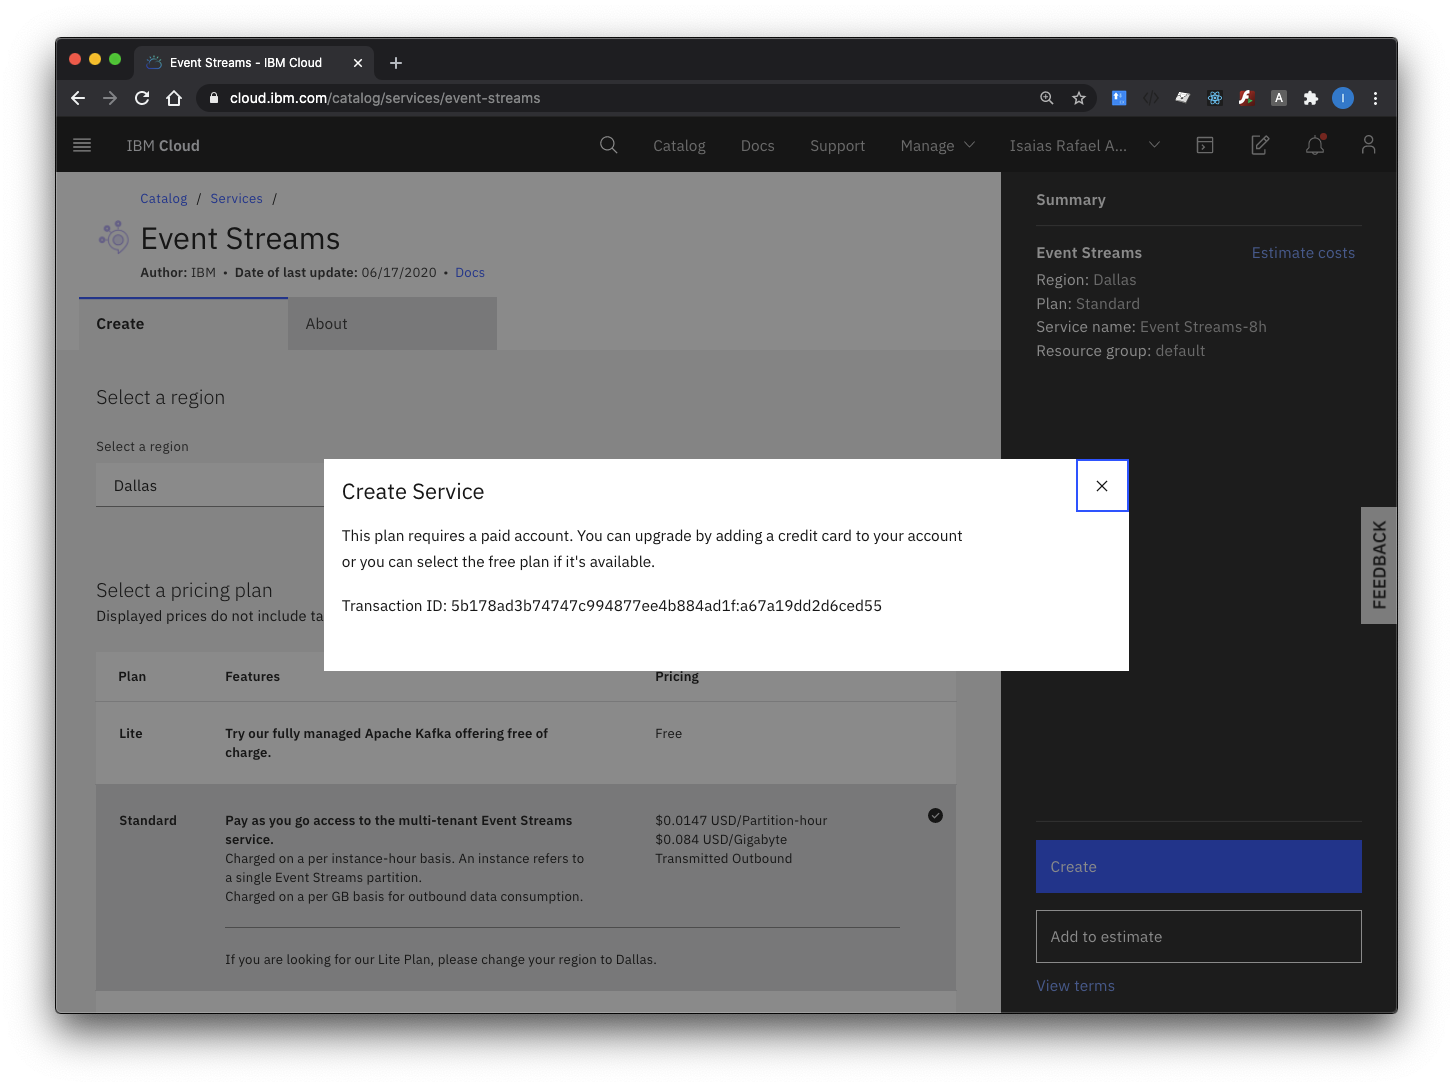 Event Streams - IBM Cloud
cloud.ibm.com/catalog/services/event-streams
A
I
IBM Cloud
Catalog
Docs
Support
Manage
Isaias Rafael A...
Catalog / Services /
Event Streams
Author: IBM • Date of last update: 06/17/2020 • Docs
Create
About
Select a region
Select a region
Dallas
Select a pricing plan
Displayed prices do not include ta
Plan Features Pricing
Lite
Try our fully managed Apache Kafka offering free of
charge.
Free
Standard
Pay as you go access to the multi-tenant Event Streams
service.
Charged on a per instance-hour basis. An instance refers to
a single Event Streams partition.
Charged on a per GB basis for outbound data consumption.
$0.0147 USD/Partition-hour
$0.084 USD/Gigabyte
Transmitted Outbound
If you are looking for our Lite Plan, please change your region to Dallas.
Create Service
This plan requires a paid account. You can upgrade by adding a credit card to your account
or you can select the free plan if it's available.
Transaction ID: 5b178ad3b74747c994877ee4b884ad1f:a67a19dd2d6ced55
Summary
Event Streams
Estimate costs
Region: Dallas
Plan: Standard
Service name: Event Streams-8h
Resource group: default
FEEDBACK
Create
Add to estimate
View terms